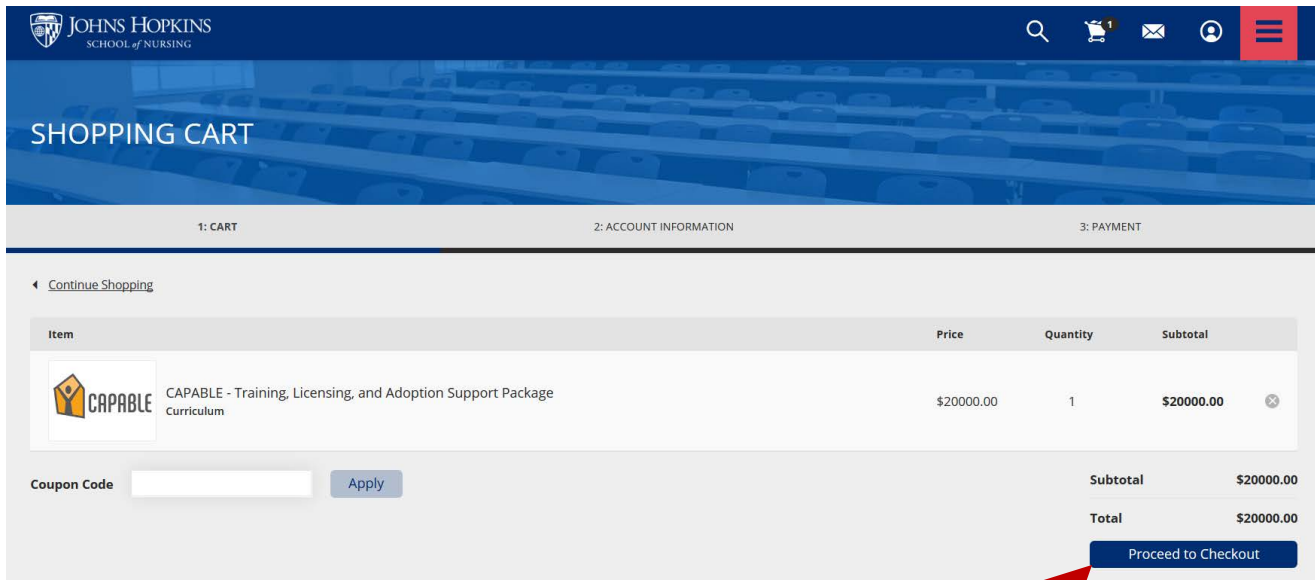 JOHNS HOPKINS
SCHOOL of NURSING
1
SHOPPING CART
1: CART
2: ACCOUNT INFORMATION
3: PAYMENT
Continue Shopping
Item Price Quantity Subtotal
CAPABLE
CAPABLE - Training, Licensing, and Adoption Support Package
Curriculum
$20000.00 1 $20000.00
Coupon Code Apply
Subtotal $20000.00
Total $20000.00
Proceed to Checkout